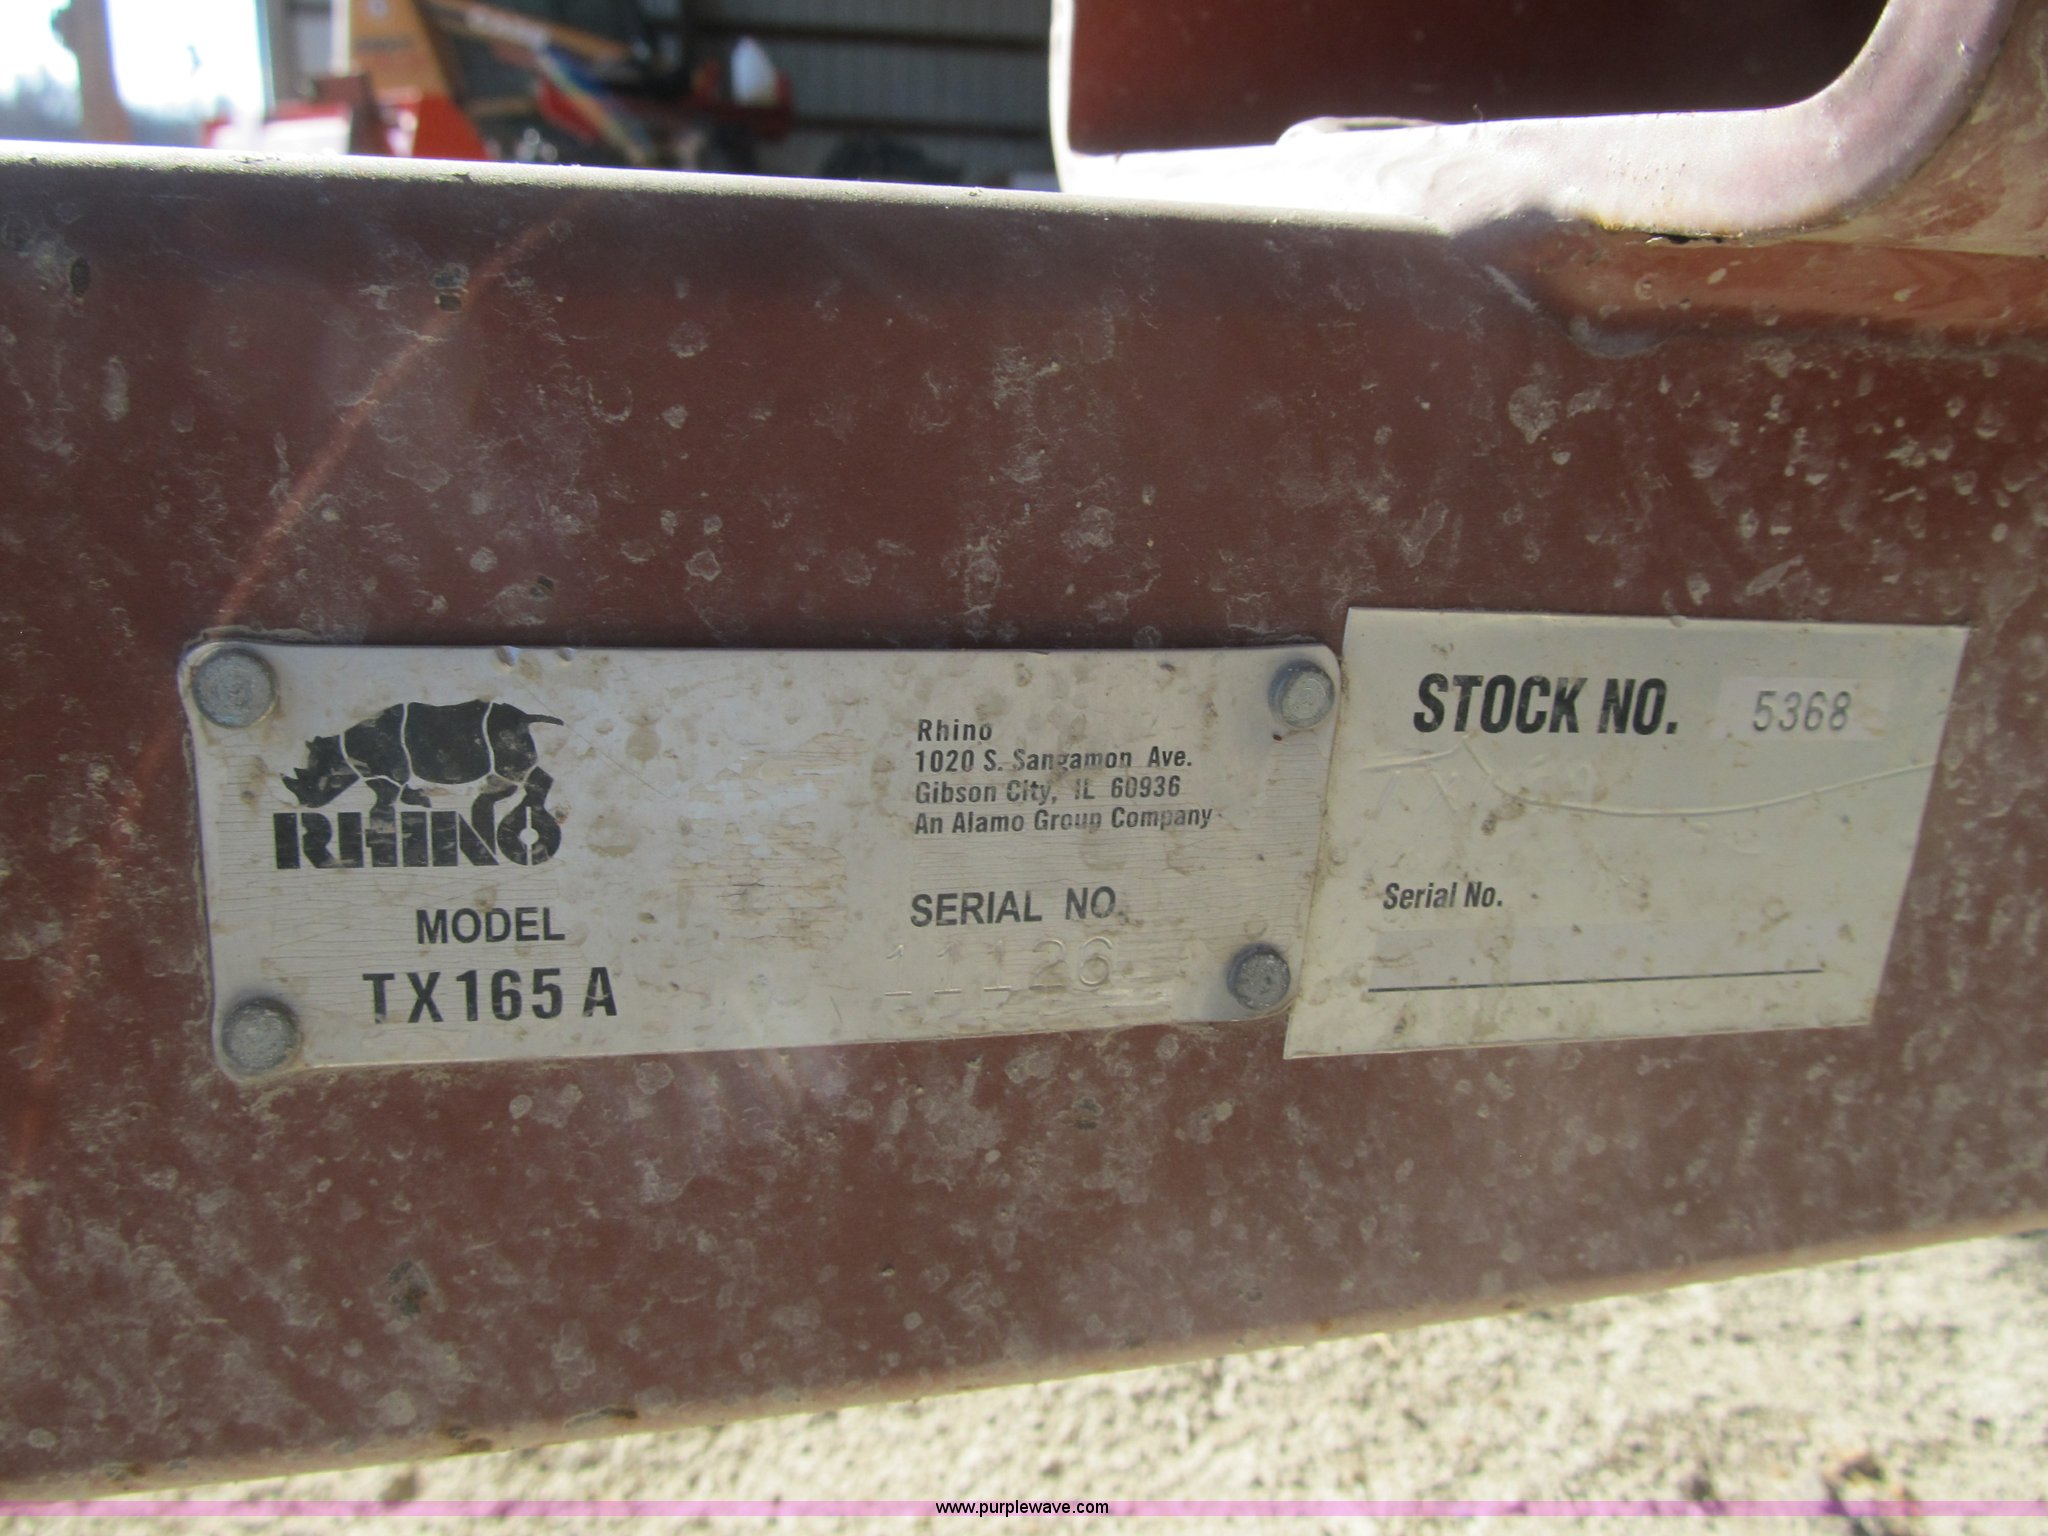 RHINO
MODEL
TX165A
Rhino
1020 S. Sangamon Ave.
Gibson City, IL 60936
An Alamo Group Company
SERIAL NO.
11126
STOCK NO. 5368
Serial No.
www.purplewave.com